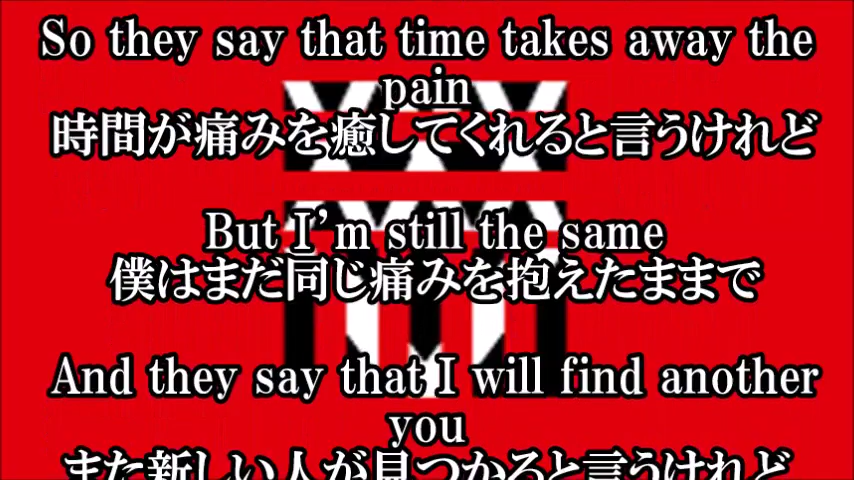 So they say that time takes away the
pain
時間が痛みを癒してくれると言うけれど
But I'm still the same
僕はまだ同じ痛みを抱えたままで
And they say that I will find another
you
また新しい人が見つかると言うけれど